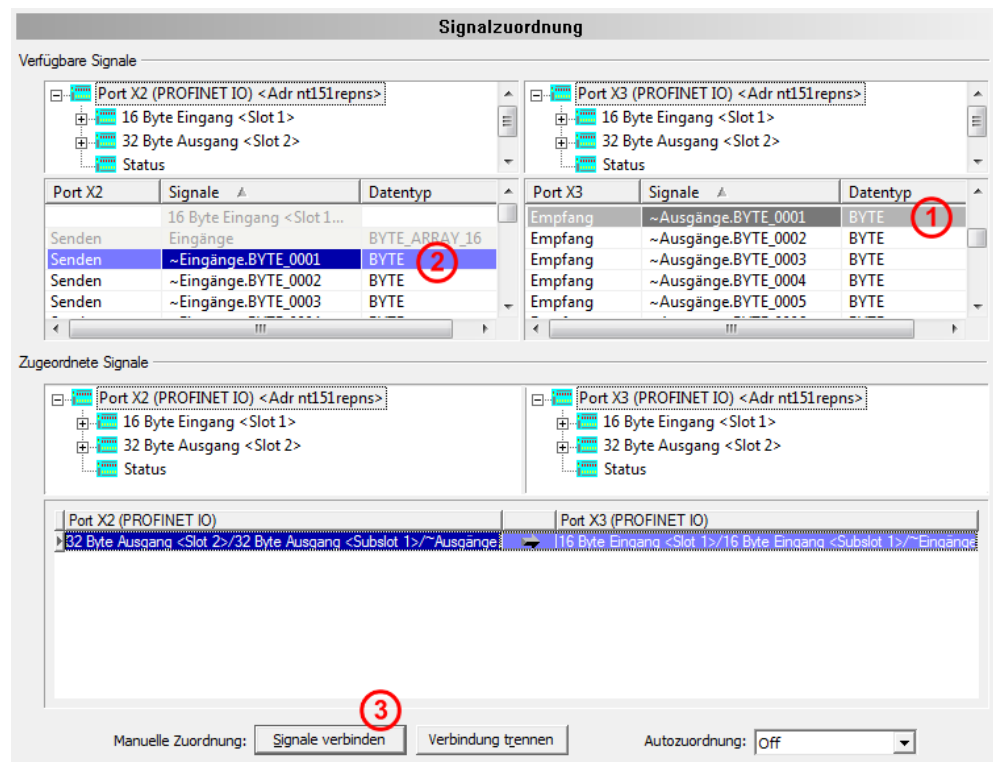 Signalzuordnung
Verfügbare Signale
Port X2 (PROFINET IO) <Adr nt151repns>
16 Byte Eingang <Slot 1>
32 Byte Ausgang <Slot 2>
Status
Port X3 (PROFINET IO) <Adr nt151repns>
16 Byte Eingang <Slot 1>
32 Byte Ausgang <Slot 2>
Status
Port X2 Signale Datentyp
16 Byte Eingang <Slot 1...
Senden Eingänge BYTE_ARRAY_16
Senden ~Eingänge.BYTE_0001 BYTE 2
Senden ~Eingänge.BYTE_0002 BYTE
Senden ~Eingänge.BYTE_0003 BYTE
Port X3 Signale Datentyp
Empfang ~Ausgänge.BYTE_0001 BYTE 1
Empfang ~Ausgänge.BYTE_0002 BYTE
Empfang ~Ausgänge.BYTE_0003 BYTE
Empfang ~Ausgänge.BYTE_0004 BYTE
Empfang ~Ausgänge.BYTE_0005 BYTE
Zugeordnete Signale
Port X2 (PROFINET IO) <Adr nt151repns>
16 Byte Eingang <Slot 1>
32 Byte Ausgang <Slot 2>
Status
Port X3 (PROFINET IO) <Adr nt151repns>
16 Byte Eingang <Slot 1>
32 Byte Ausgang <Slot 2>
Status
Port X2 (PROFINET IO) Port X3 (PROFINET IO)
32 Byte Ausgang <Slot 2>/32 Byte Ausgang <Subslot 1>/~Ausgänge 16 Byte Eingang <Slot 1>/16 Byte Eingang <Subslot 1>/~Eingänge
3
Manuelle Zuordnung: Signale verbinden Verbindung trennen Autozuordnung: Off